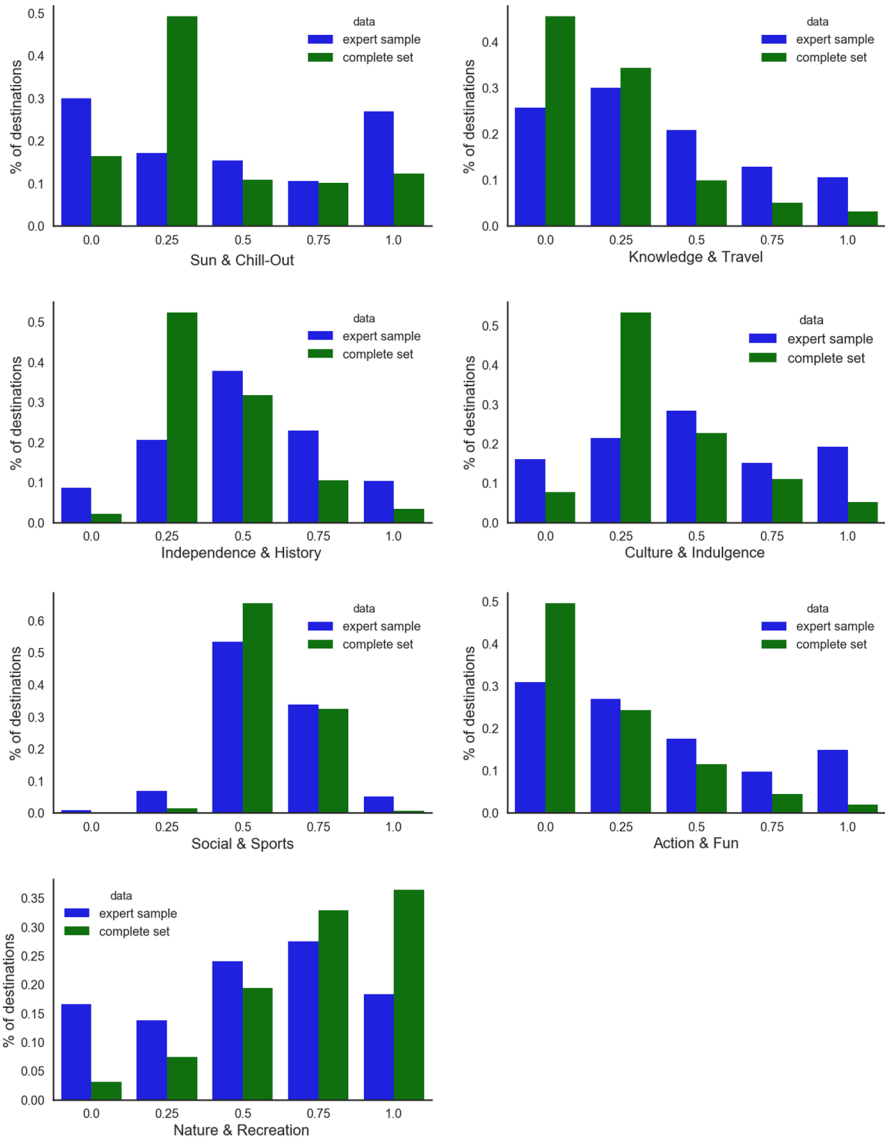 data
expert sample
complete set
% of destinations
0.5
0.4
0.3
0.2
0.1
0.0
0.0 0.25 0.5 0.75 1.0
Sun & Chill-Out
data
expert sample
complete set
% of destinations
0.4
0.3
0.2
0.1
0.0
0.0 0.25 0.5 0.75 1.0
Knowledge & Travel
data
expert sample
complete set
% of destinations
0.5
0.4
0.3
0.2
0.1
0.0
0.0 0.25 0.5 0.75 1.0
Independence & History
data
expert sample
complete set
% of destinations
0.5
0.4
0.3
0.2
0.1
0.0
0.0 0.25 0.5 0.75 1.0
Culture & Indulgence
data
expert sample
complete set
% of destinations
0.6
0.5
0.4
0.3
0.2
0.1
0.0
0.0 0.25 0.5 0.75 1.0
Social & Sports
data
expert sample
complete set
% of destinations
0.5
0.4
0.3
0.2
0.1
0.0
0.0 0.25 0.5 0.75 1.0
Action & Fun
data
expert sample
complete set
% of destinations
0.35
0.30
0.25
0.20
0.15
0.10
0.05
0.00
0.0 0.25 0.5 0.75 1.0
Nature & Recreation